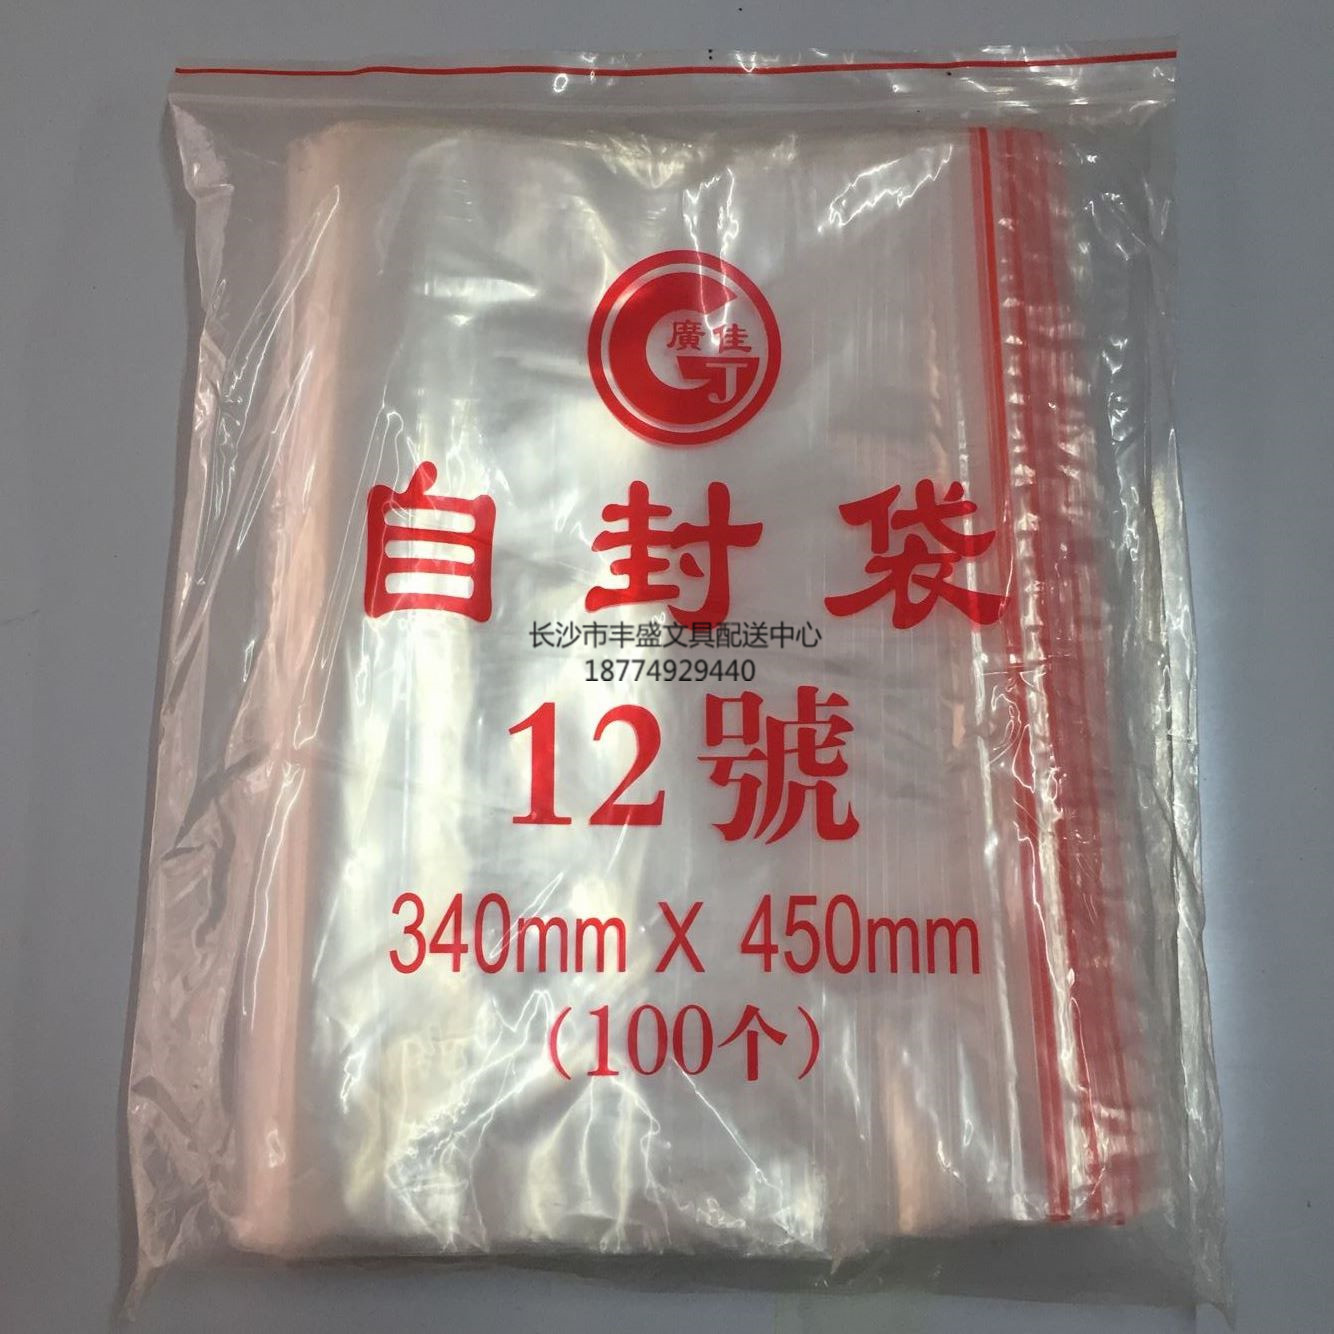 廣佳
GJ
自封袋
长沙市丰盛文具配送中心
18774929440
12號
340mm X 450mm
(100个)